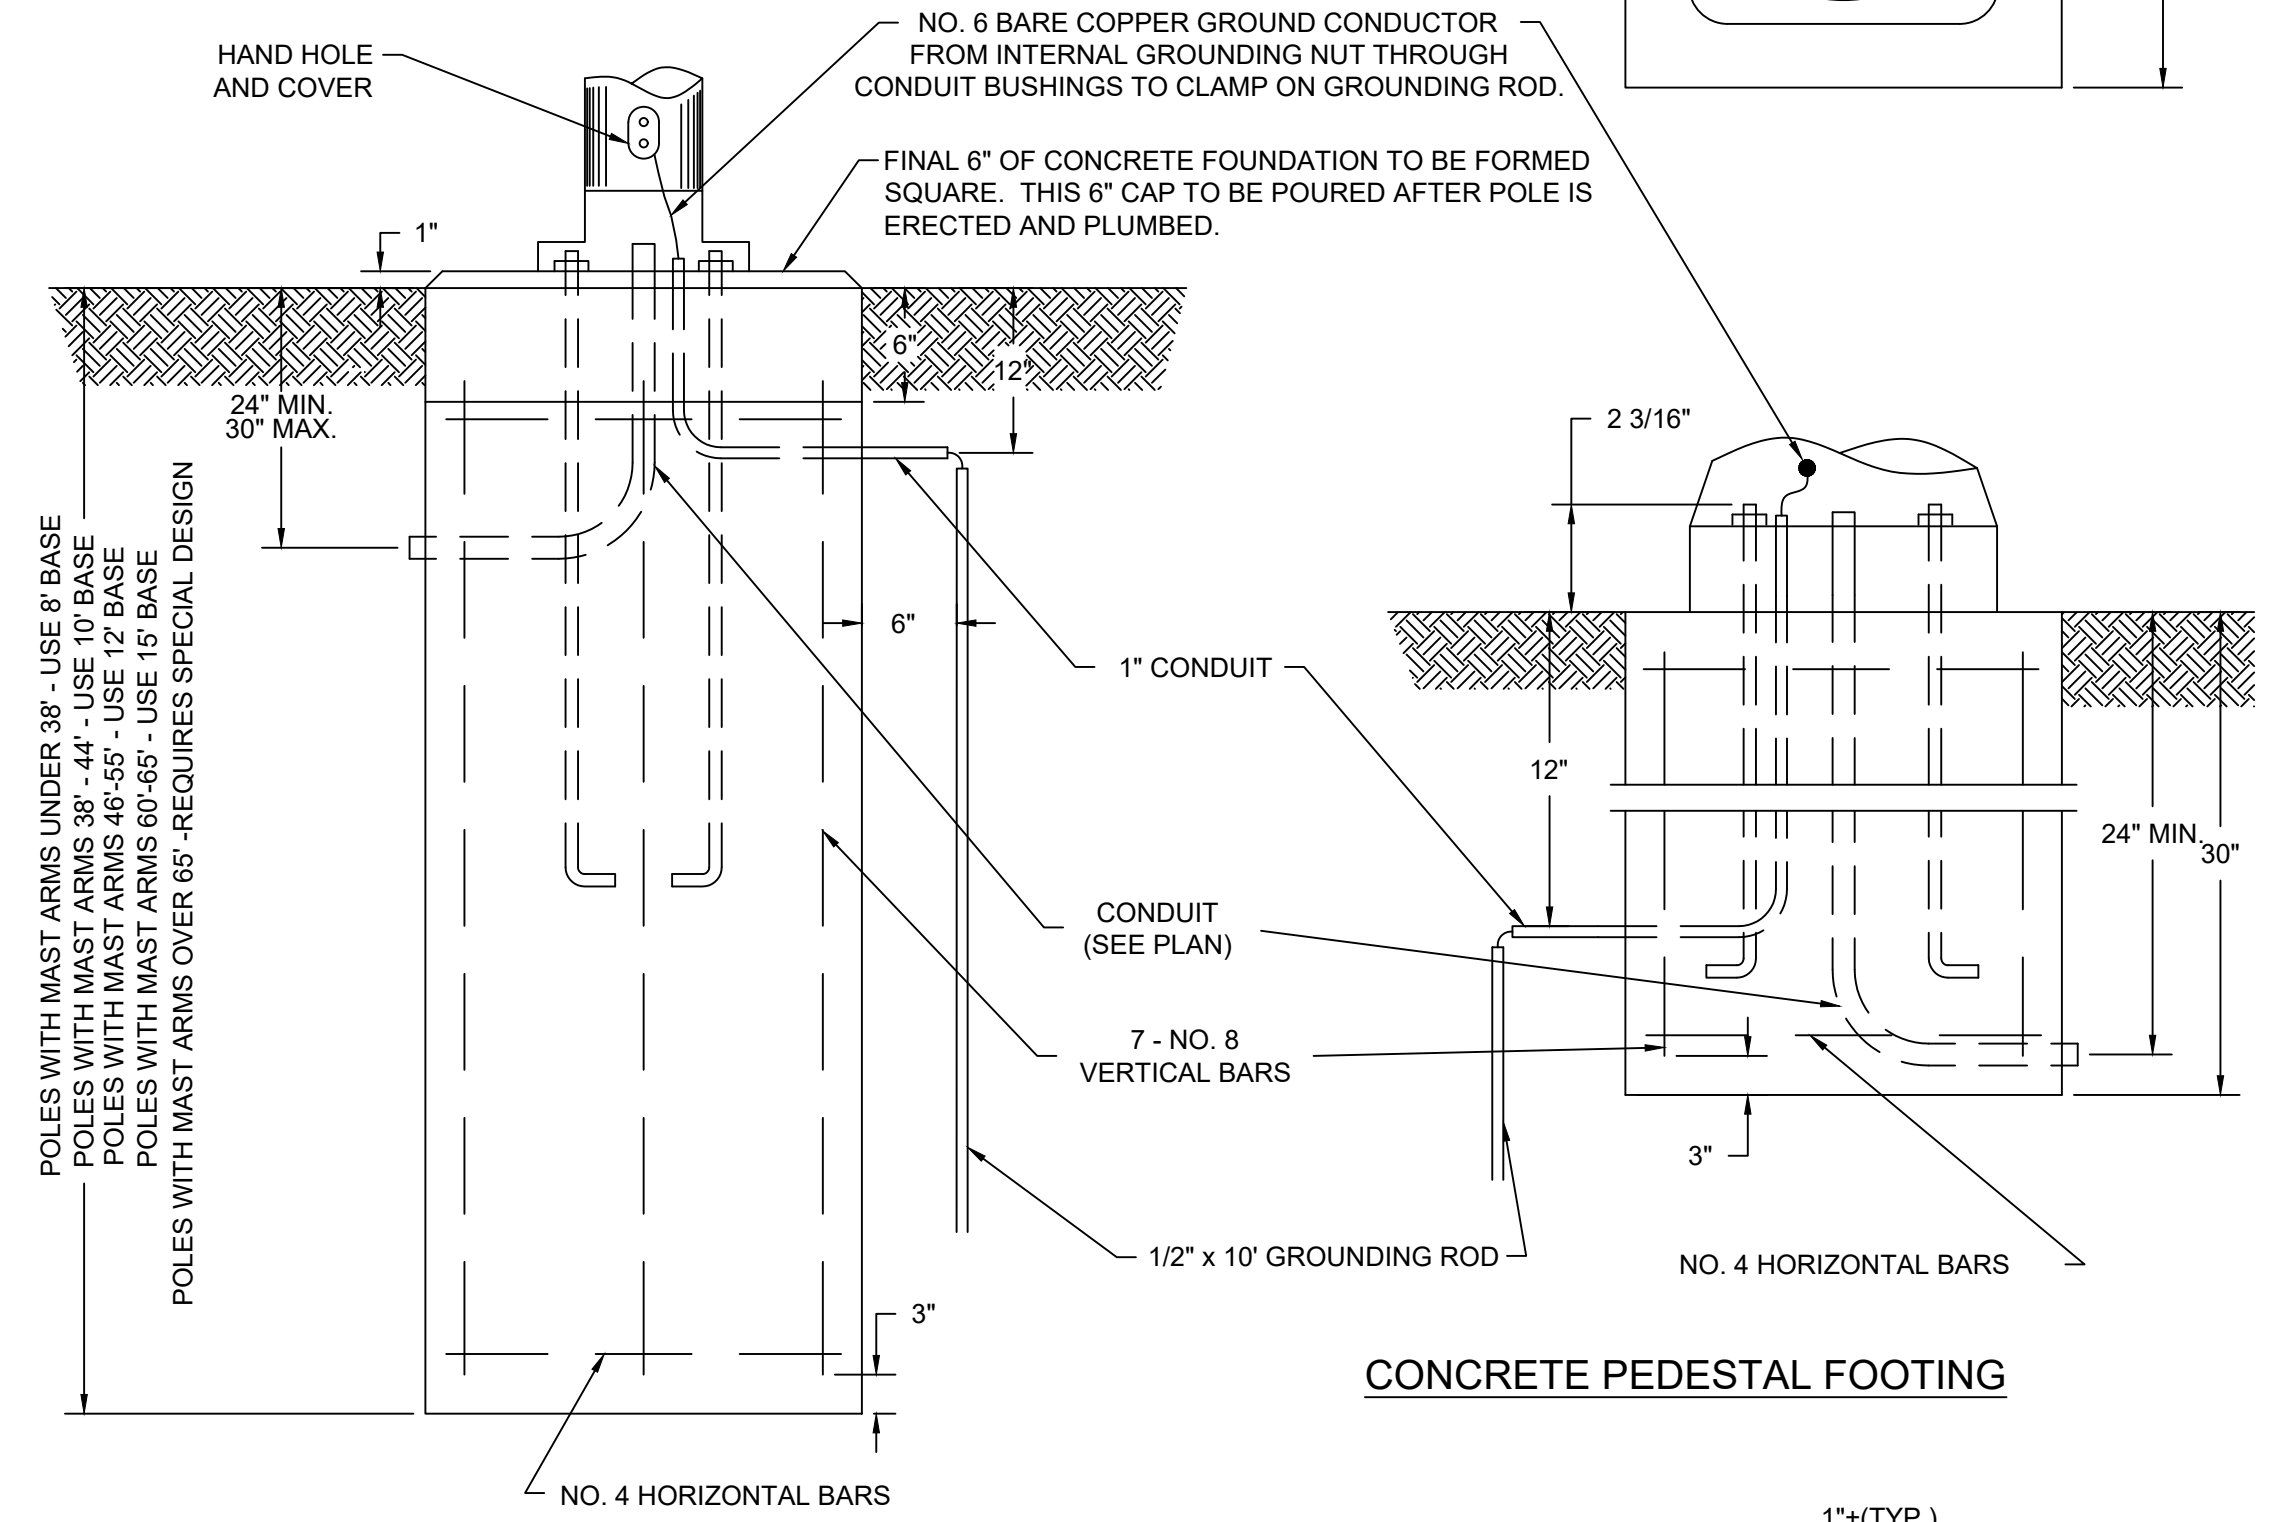 NO. 6 BARE COPPER GROUND CONDUCTOR
FROM INTERNAL GROUNDING NUT THROUGH
CONDUIT BUSHINGS TO CLAMP ON GROUNDING ROD.
HAND HOLE
AND COVER
FINAL 6" OF CONCRETE FOUNDATION TO BE FORMED
SQUARE. THIS 6" CAP TO BE POURED AFTER POLE IS
ERECTED AND PLUMBED.
1"
6"
12"
24" MIN.
30" MAX.
2 3/16"
POLES WITH MAST ARMS UNDER 38' - USE 8' BASE
POLES WITH MAST ARMS 38' - 44' - USE 10' BASE
POLES WITH MAST ARMS 46'-55' - USE 12' BASE
POLES WITH MAST ARMS 60'-65' - USE 15' BASE
POLES WITH MAST ARMS OVER 65' -REQUIRES SPECIAL DESIGN
6"
1" CONDUIT
12"
24" MIN.
30"
CONDUIT
(SEE PLAN)
7 - NO. 8
VERTICAL BARS
3"
1/2" x 10' GROUNDING ROD
NO. 4 HORIZONTAL BARS
3"
CONCRETE PEDESTAL FOOTING
NO. 4 HORIZONTAL BARS
1"±(TYP.)